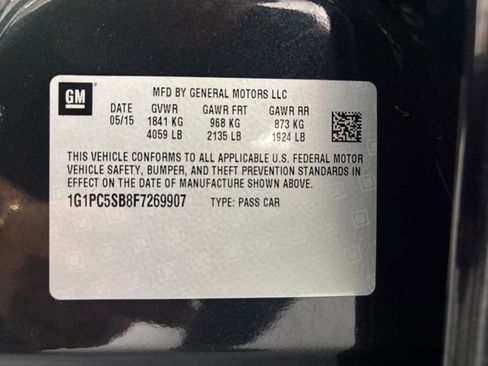 GM
MFD BY GENERAL MOTORS LLC
DATE GVWR GAWR FRT GAWR RR
05/15 1841 KG 968 KG 873 KG
4059 LB 2135 LB 1924 LB
THIS VEHICLE CONFORMS TO ALL APPLICABLE U.S. FEDERAL MOTOR
VEHICLE SAFETY, BUMPER, AND THEFT PREVENTION STANDARDS IN
EFFECT ON THE DATE OF MANUFACTURE SHOWN ABOVE.
1G1PC5SB8F7269907 TYPE: PASS CAR